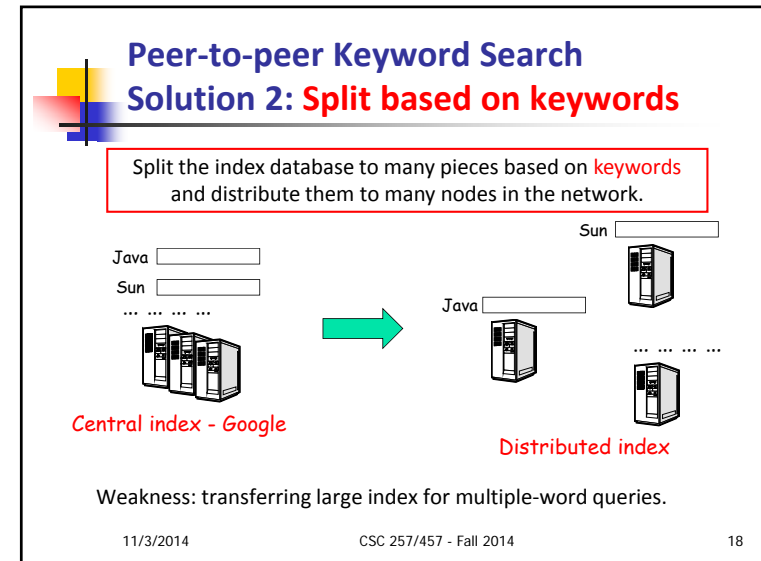 Peer-to-peer Keyword Search
Solution 2: Split based on keywords
Split the index database to many pieces based on keywords
and distribute them to many nodes in the network.
Java
Sun
... ... ... ...
Central index - Google
Sun
Java
... ... ... ...
Distributed index
Weakness: transferring large index for multiple-word queries.
11/3/2014 CSC 257/457 - Fall 2014 18